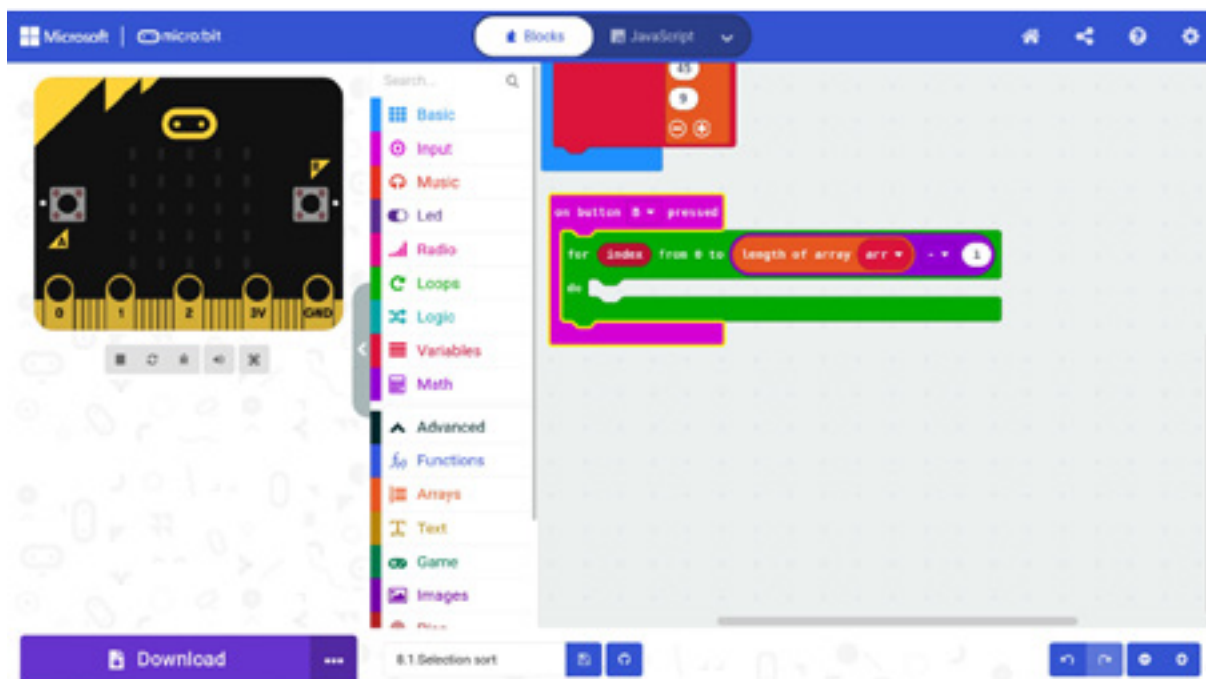 Microsoft | micro:bit
Blocks
JavaScript
B
A
0 1 2 3V GND
Search...
Basic
Input
Music
Led
Radio
Loops
Logic
Variables
Math
Advanced
Functions
Arrays
Text
Game
Images
45
9
on button B pressed
for index from 0 to length of array arr - 1
do
Download
8.1.Selection sort